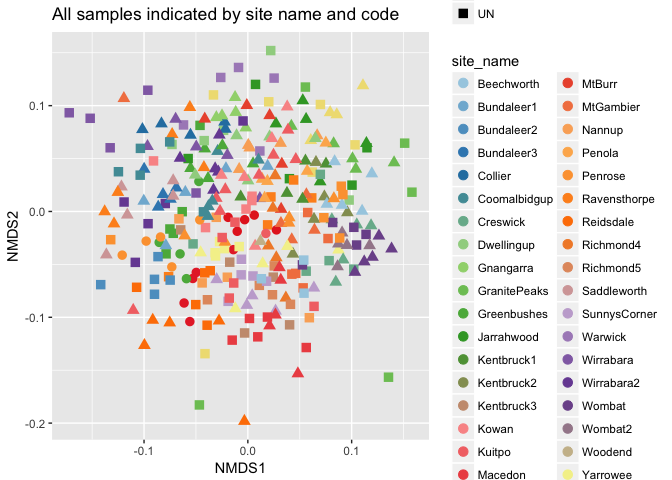 All samples indicated by site name and code
UN
site_name
Beechworth
Bundaleer1
Bundaleer2
Bundaleer3
Collier
Coomalbidgup
Creswick
Dwellingup
Gnangarra
GranitePeaks
Greenbushes
Jarrahwood
Kentbruck1
Kentbruck2
Kentbruck3
Kowan
Kuitpo
Macedon
MtBurr
MtGambier
Nannup
Penola
Penrose
Ravensthorpe
Reidsdale
Richmond4
Richmond5
Saddleworth
SunnysCorner
Warwick
Wirrabara
Wirrabara2
Wombat
Wombat2
Woodend
Yarrowee
NMDS2
0.1
0.0
-0.1
-0.2
-0.1
0.0
0.1
NMDS1